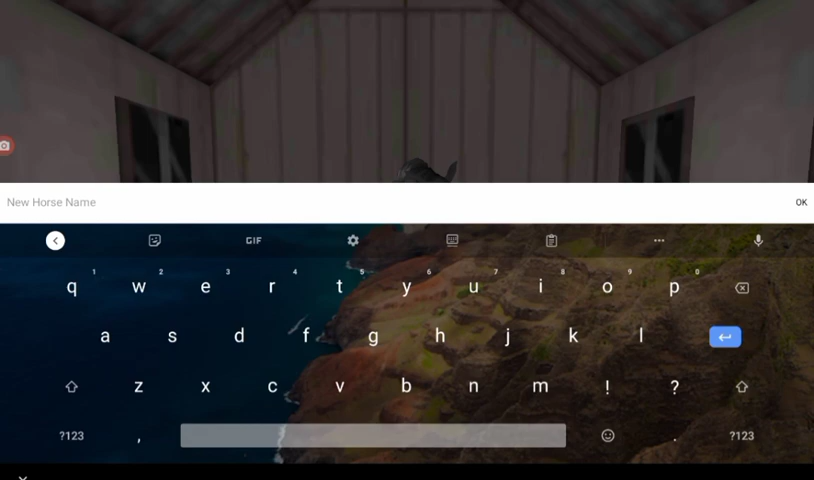 New Horse Name OK
GIF
1 2 3 4 5 6 7 8 9 0
q w e r t y u i o p
a s d f g h j k l
z x c v b n m ! ?
?123 , . ?123